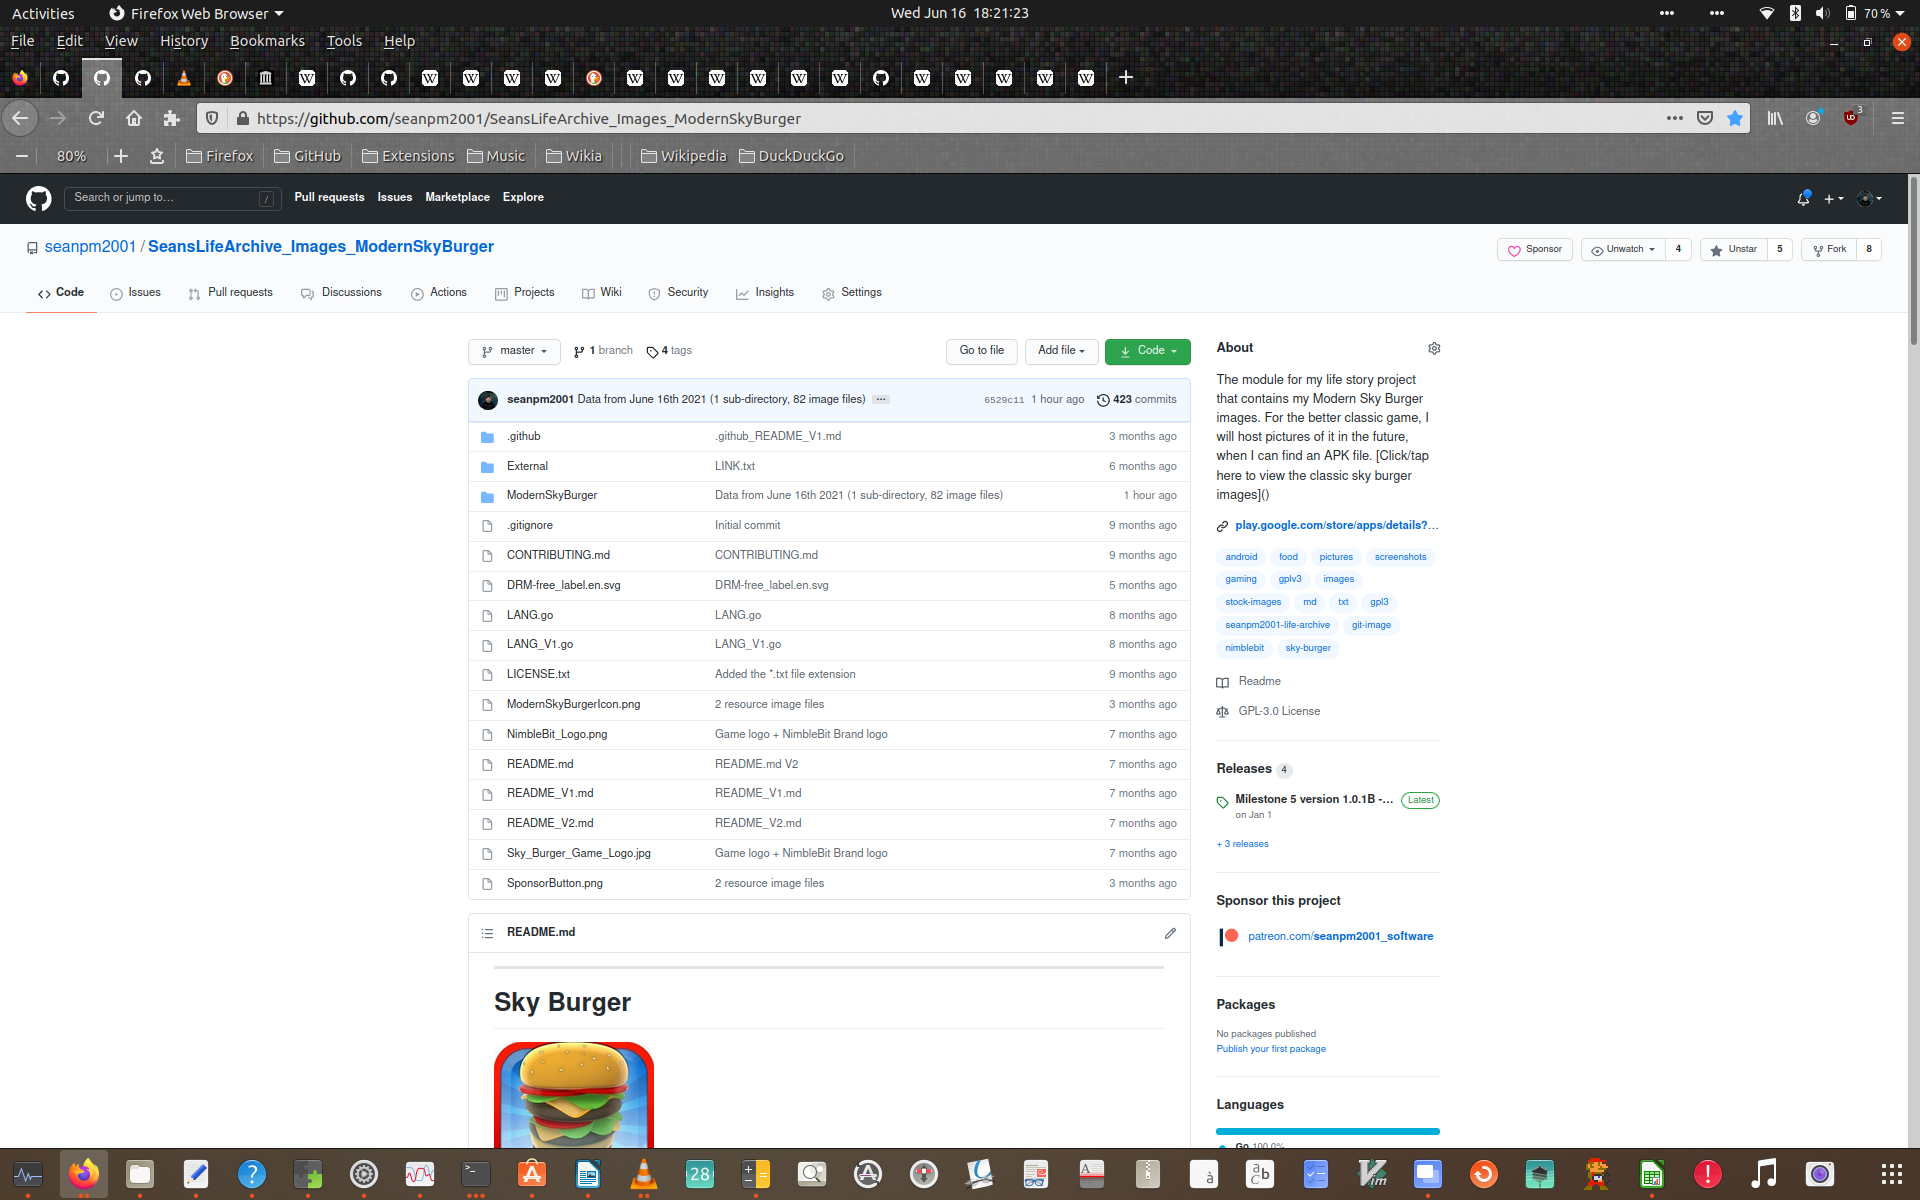 Activities Firefox Web Browser Wed Jun 16 18:21:23 70 %
File Edit View History Bookmarks Tools Help
https://github.com/seanpm2001/SeansLifeArchive_Images_ModernSkyBurger 3
80% Firefox GitHub Extensions Music Wikia Wikipedia DuckDuckGo
Search or jump to… / Pull requests Issues Marketplace Explore
seanpm2001 / SeansLifeArchive_Images_ModernSkyBurger Sponsor Unwatch 4 Unstar 5 Fork 8
Code Issues Pull requests Discussions Actions Projects Wiki Security Insights Settings
master 1 branch 4 tags Go to file Add file Code
seanpm2001 Data from June 16th 2021 (1 sub-directory, 82 image files) ... 6529c11 1 hour ago 423 commits
.github .github_README_V1.md 3 months ago
External LINK.txt 6 months ago
ModernSkyBurger Data from June 16th 2021 (1 sub-directory, 82 image files) 1 hour ago
.gitignore Initial commit 9 months ago
CONTRIBUTING.md CONTRIBUTING.md 9 months ago
DRM-free_label.en.svg DRM-free_label.en.svg 5 months ago
LANG.go LANG.go 8 months ago
LANG_V1.go LANG_V1.go 8 months ago
LICENSE.txt Added the *.txt file extension 9 months ago
ModernSkyBurgerIcon.png 2 resource image files 3 months ago
NimbleBit_Logo.png Game logo + NimbleBit Brand logo 7 months ago
README.md README.md V2 7 months ago
README_V1.md README_V1.md 7 months ago
README_V2.md README_V2.md 7 months ago
Sky_Burger_Game_Logo.jpg Game logo + NimbleBit Brand logo 7 months ago
SponsorButton.png 2 resource image files 3 months ago
README.md
Sky Burger
About
The module for my life story project
that contains my Modern Sky Burger
images. For the better classic game, I
will host pictures of it in the future,
when I can find an APK file. [Click/tap
here to view the classic sky burger
images]()
play.google.com/store/apps/details?…
android food pictures screenshots
gaming gplv3 images
stock-images md txt gpl3
seanpm2001-life-archive git-image
nimblebit sky-burger
Readme
GPL-3.0 License
Releases 4
Milestone 5 version 1.0.1B -… Latest
on Jan 1
+ 3 releases
Sponsor this project
patreon.com/seanpm2001_software
Packages
No packages published
Publish your first package
Languages
Go 100.0%
28